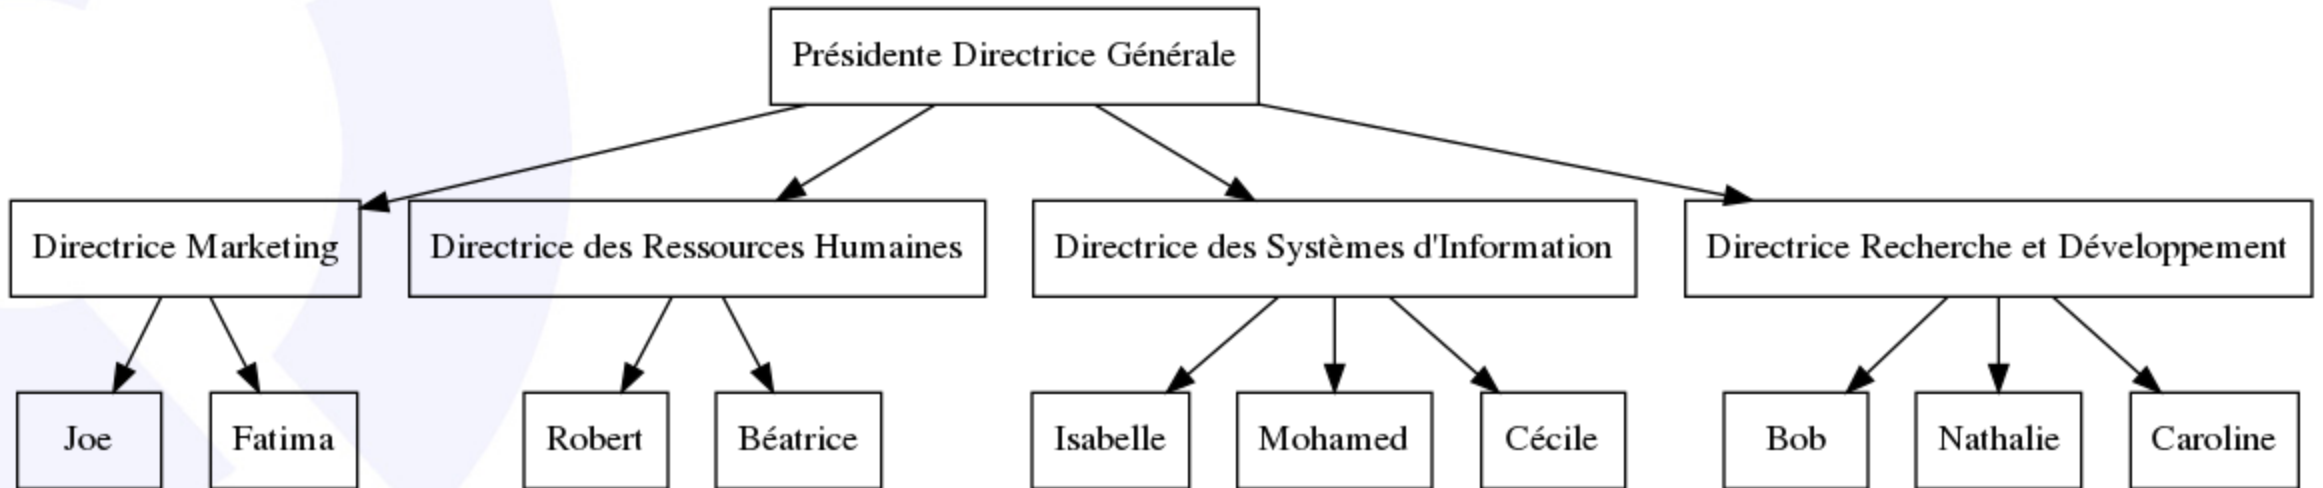 Présidente Directrice Générale
Directrice Marketing
Directrice des Ressources Humaines
Directrice des Systèmes d'Information
Directrice Recherche et Développement
Joe
Fatima
Robert
Béatrice
Isabelle
Mohamed
Cécile
Bob
Nathalie
Caroline